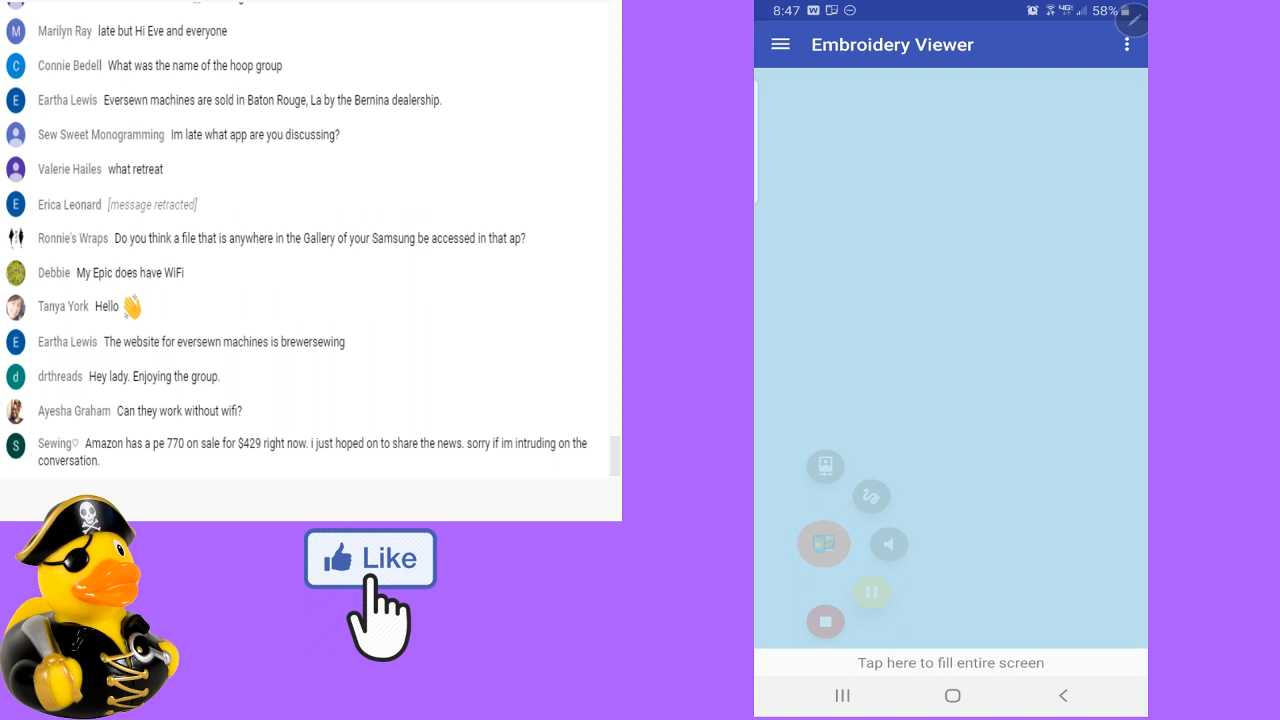 Marilyn Ray late but Hi Eve and everyone
Connie Bedell What was the name of the hoop group
Eartha Lewis Eversewn machines are sold in Baton Rouge, La by the Bernina dealership.
Sew Sweet Monogramming Im late what app are you discussing?
Valerie Hailes what retreat
Erica Leonard [message retracted]
Ronnie's Wraps Do you think a file that is anywhere in the Gallery of your Samsung be accessed in that ap?
Debbie My Epic does have WiFi
Tanya York Hello 👋
Eartha Lewis The website for eversewn machines is brewersewing
drthreads Hey lady. Enjoying the group.
Ayesha Graham Can they work without wifi?
Sewing♡ Amazon has a pe 770 on sale for $429 right now. i just hoped on to share the news. sorry if im intruding on the
conversation.
M
C
E
E
E
d
S
Like
8:47 W 4G 58%
Embroidery Viewer
Tap here to fill entire screen